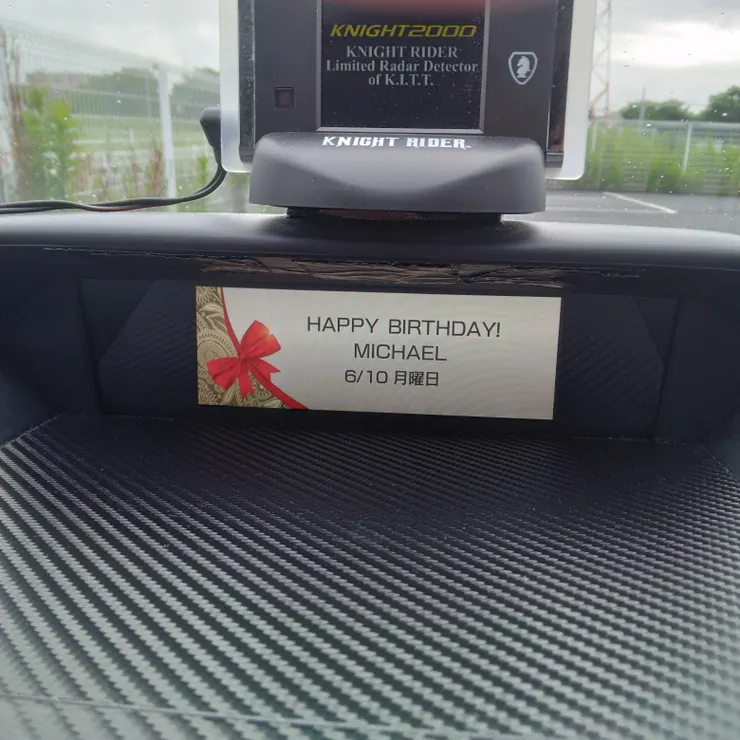 KNIGHT2000
KNIGHT RIDER
Limited Radar Detector
of K.I.T.T.
KNIGHT RIDER
HAPPY BIRTHDAY!
MICHAEL
6/10 月曜日